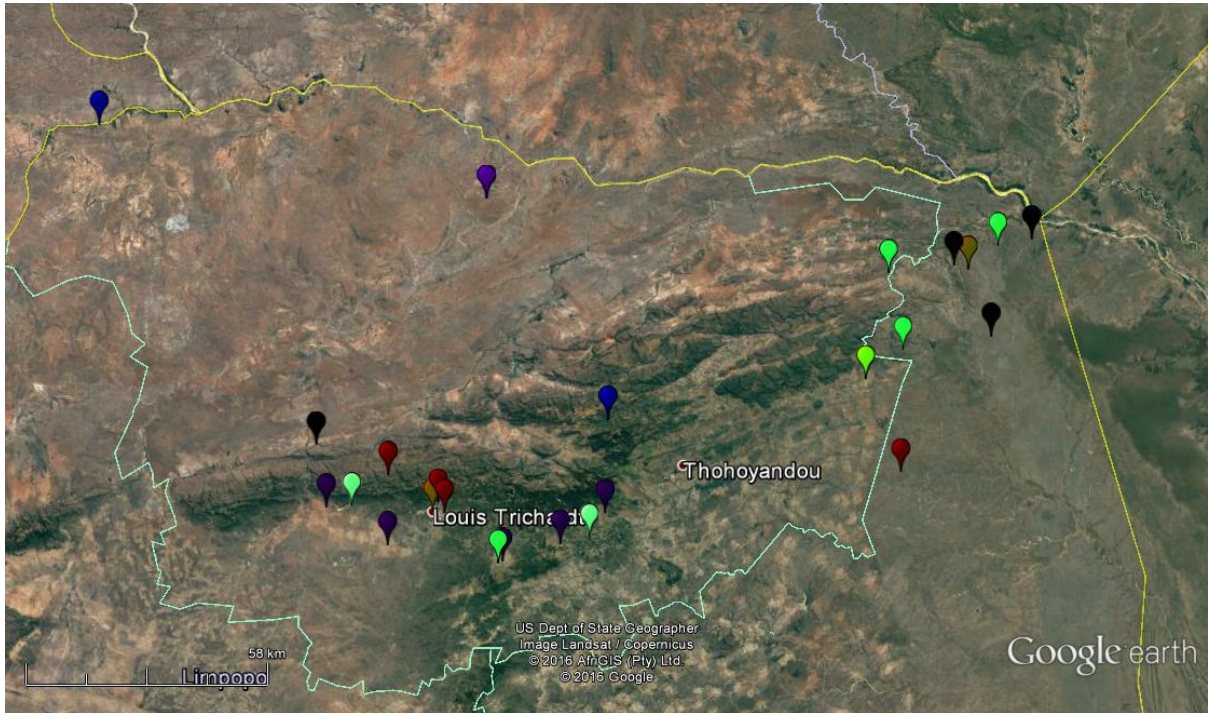 Thohoyandou
Louis Trichardt
US Dept of State Geographer
Image Landsat / Copernicus
© 2016 AfriGIS (Pty) Ltd
© 2016 Google
58 km
Limpopo
Google earth